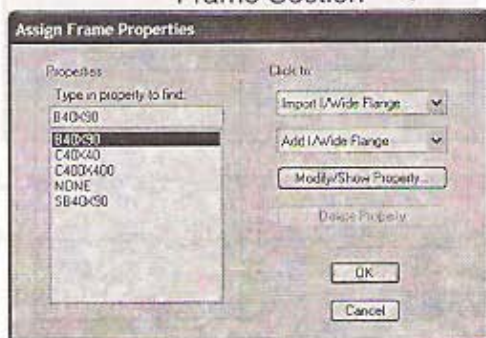 Frame Section
Assign Frame Properties
Properties
Type in property to find:
B40X90
B40X90
C40X40
C400X400
NONE
SB40X90
Click to:
Import I/Wide Flange
Add I/Wide Flange
Modify/Show Property...
Delete Property
OK
Cancel